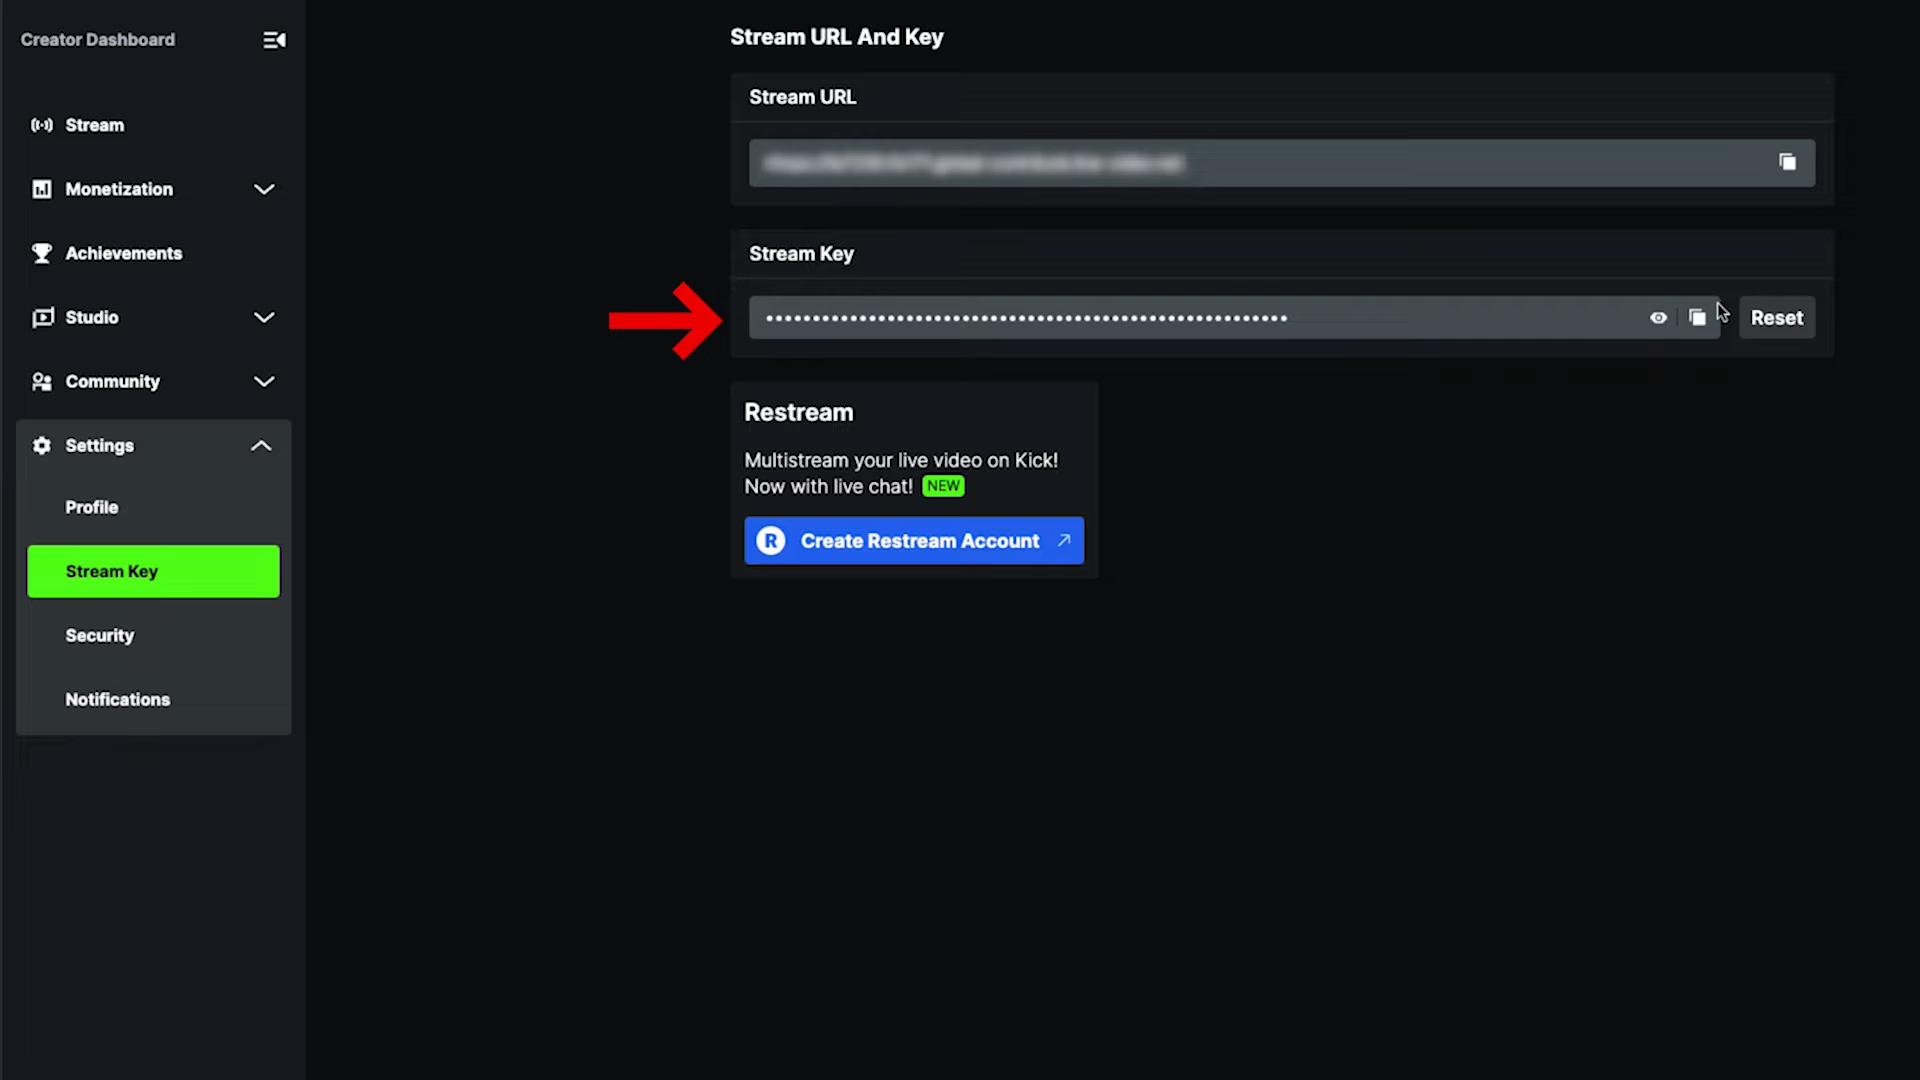 Creator Dashboard
Stream
Monetization
Achievements
Studio
Community
Settings
Profile
Stream Key
Security
Notifications
Stream URL And Key
Stream URL
Stream Key
Reset
Restream
Multistream your live video on Kick!
Now with live chat! NEW
R Create Restream Account